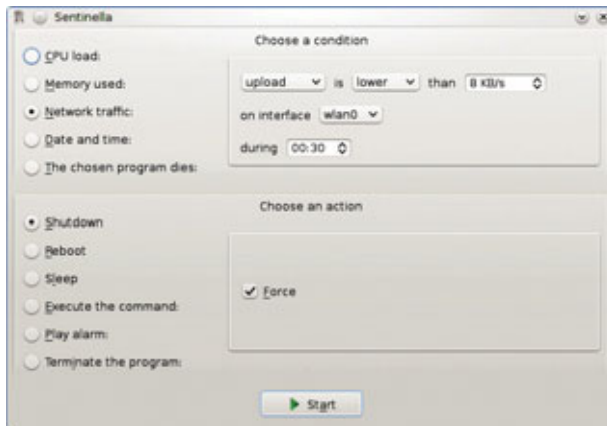 Sentinella
Choose a condition
CPU load:
Memory used:
Network traffic:
Date and time:
The chosen program dies:
upload is lower than 8 KB/s
on interface wlan0
during 00:30
Choose an action
Shutdown
Reboot
Sleep
Execute the command:
Play alarm:
Terminate the program:
Force
Start